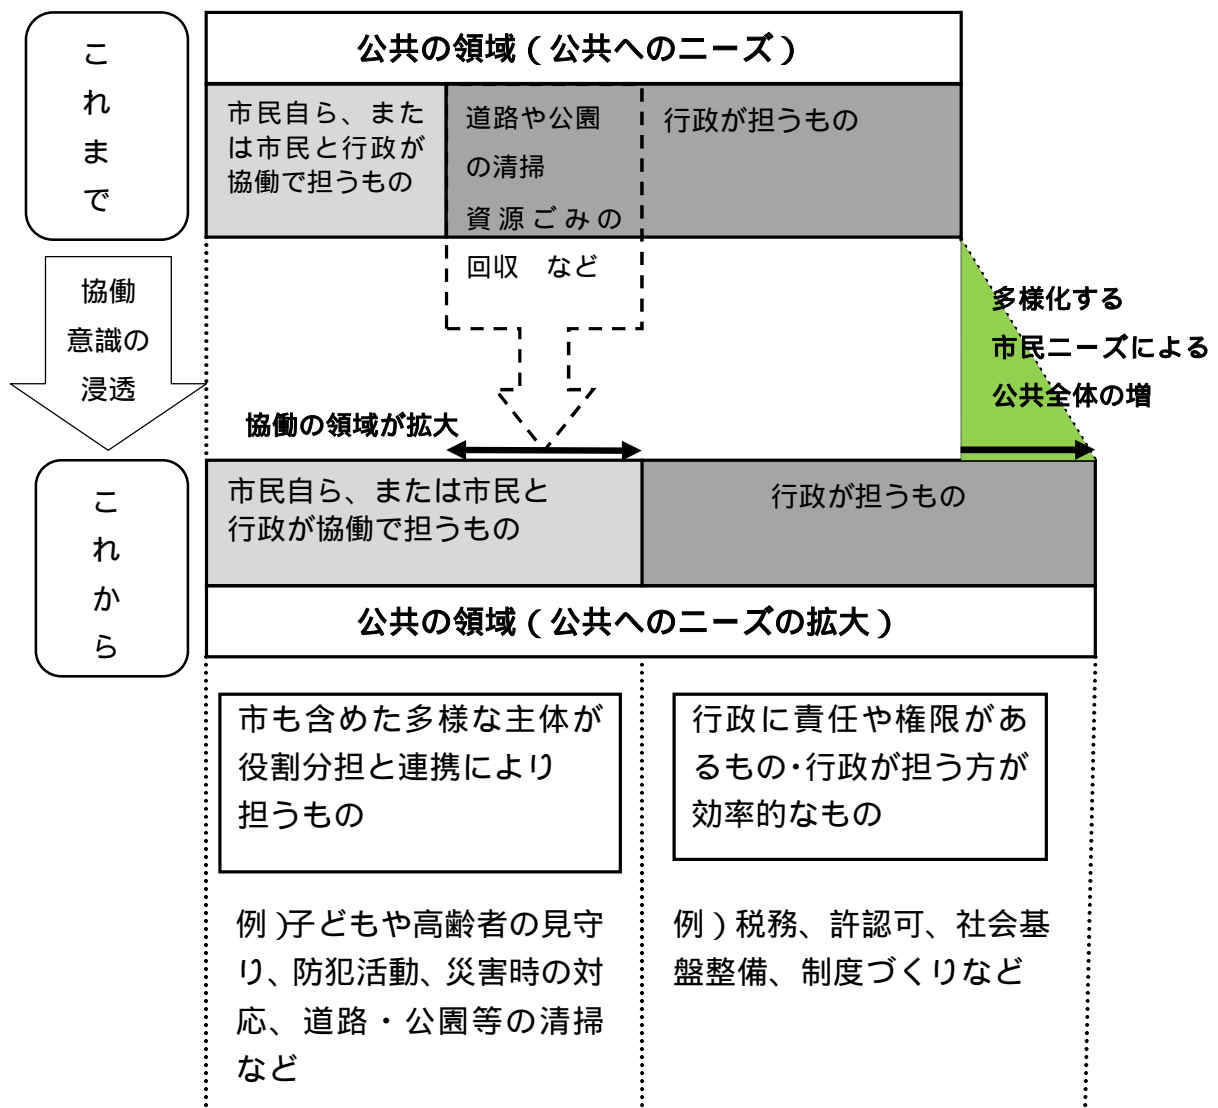 これまで
公共の領域（公共へのニーズ）
市民自ら、また
は市民と行政が
協働で担うもの
道路や公園
の清掃
資源ごみの
回収　など
行政が担うもの
協働
意識の
浸透
多様化する
市民ニーズによる
公共全体の増
協働の領域が拡大
これから
市民自ら、または市民と
行政が協働で担うもの
行政が担うもの
公共の領域（公共へのニーズの拡大）
市も含めた多様な主体が
役割分担と連携により
担うもの
行政に責任や権限があ
るもの・行政が担う方が
効率的なもの
例）子どもや高齢者の見守
り、防犯活動、災害時の対
応、道路・公園等の清掃
など
例）税務、許認可、社会基
盤整備、制度づくりなど